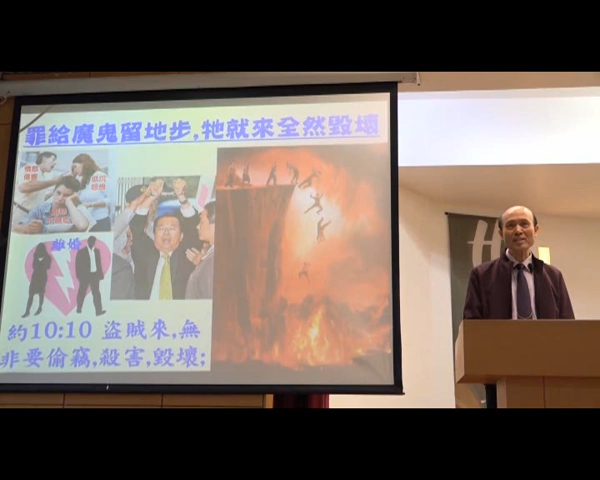 罪給魔鬼留地步,牠就來全然毀壞
離婚
約10:10 盜賊來,無
非要偷竊,殺害,毀壞;
H